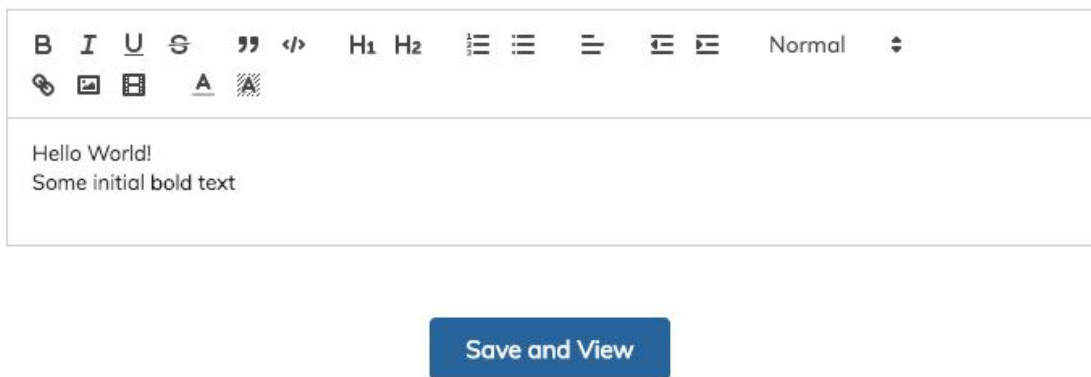 B I U S ❞ </> H1 H2 Normal
A A
Hello World!
Some initial bold text
Save and View